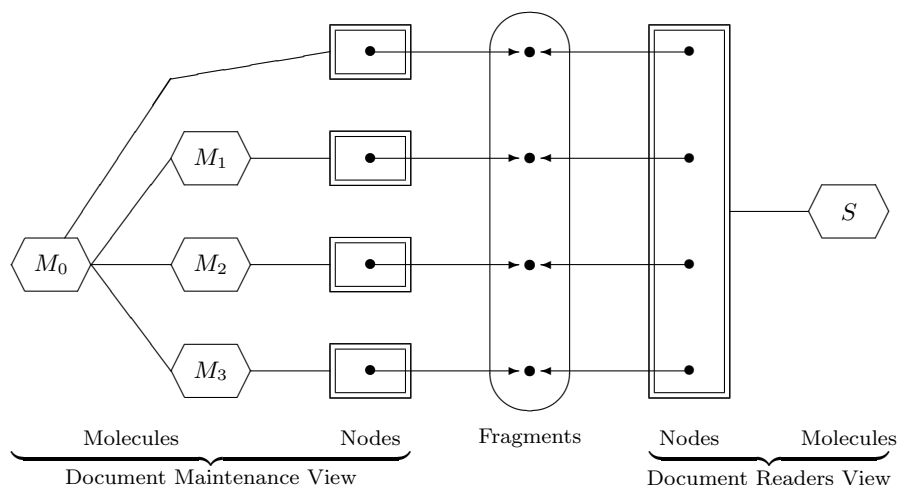 M₁
S
M₀ M₂
M₃
Molecules Nodes Fragments Nodes Molecules
Document Maintenance View Document Readers View